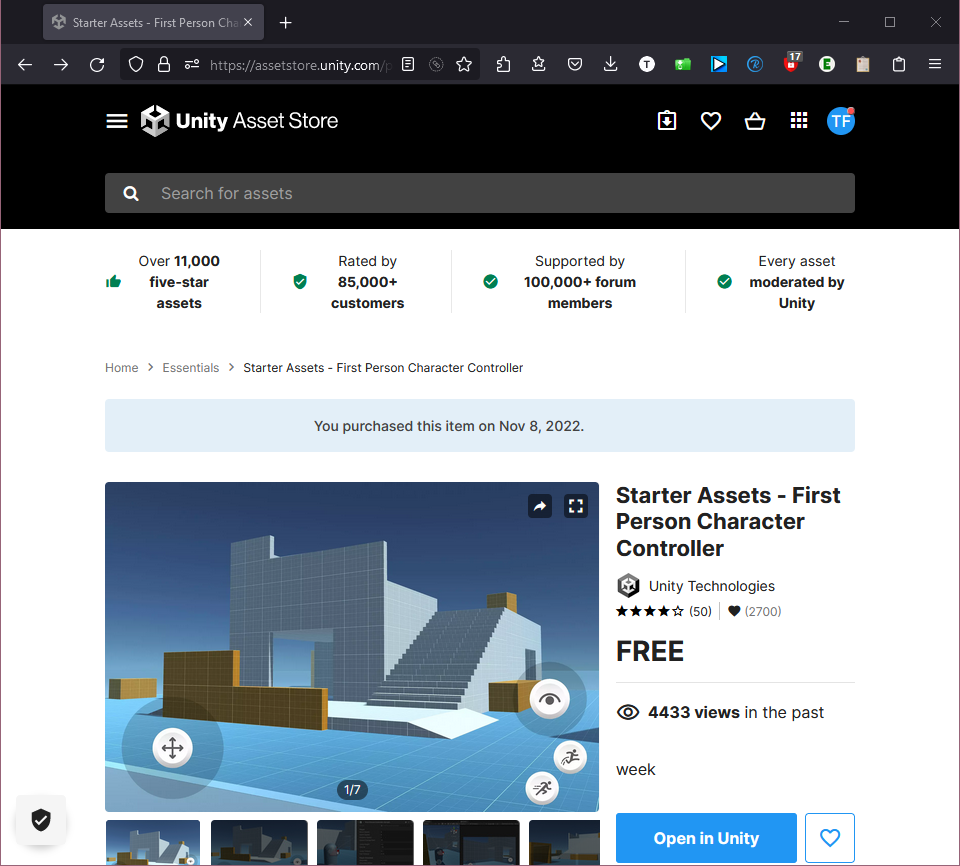 Starter Assets - First Person Cha
https://assetstore.unity.com/p
T
R
17
E
Unity Asset Store
TF
Search for assets
Over 11,000
five-star
assets
Rated by
85,000+
customers
Supported by
100,000+ forum
members
Every asset
moderated by
Unity
Home > Essentials > Starter Assets - First Person Character Controller
You purchased this item on Nov 8, 2022.
1/7
Starter Assets - First
Person Character
Controller
Unity Technologies
(50) (2700)
FREE
4433 views in the past
week
Open in Unity